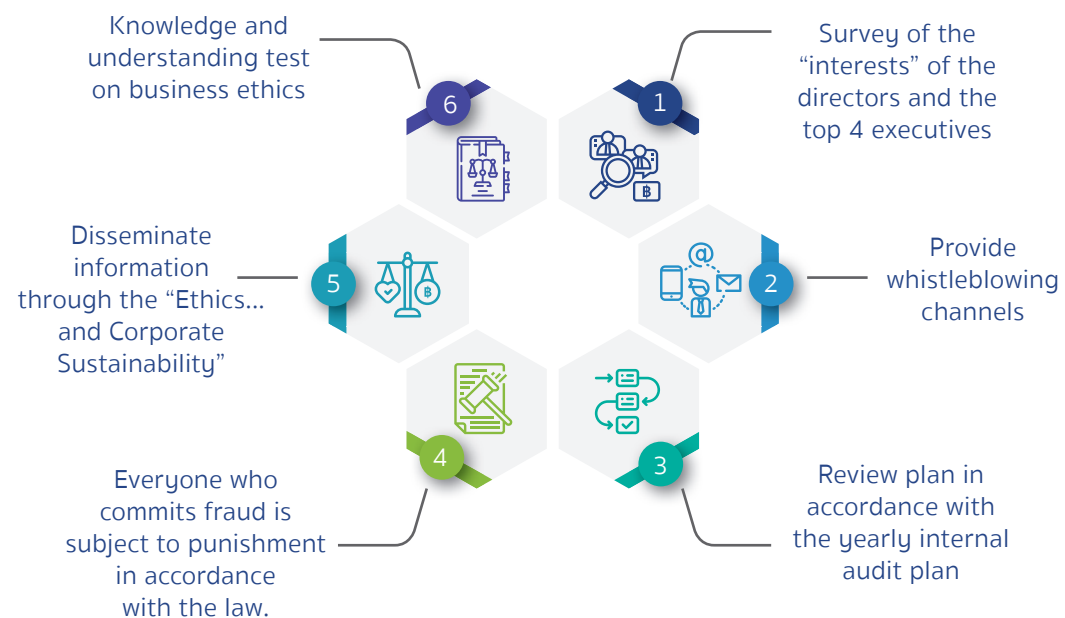 1
Survey of the
“interests” of the
directors and the
top 4 executives
2
Provide
whistleblowing
channels
3
Review plan in
accordance with
the yearly internal
audit plan
4
Everyone who
commits fraud is
subject to punishment
in accordance
with the law.
5
Disseminate
information
through the “Ethics...
and Corporate
Sustainability”
6
Knowledge and
understanding test
on business ethics
฿
@
฿